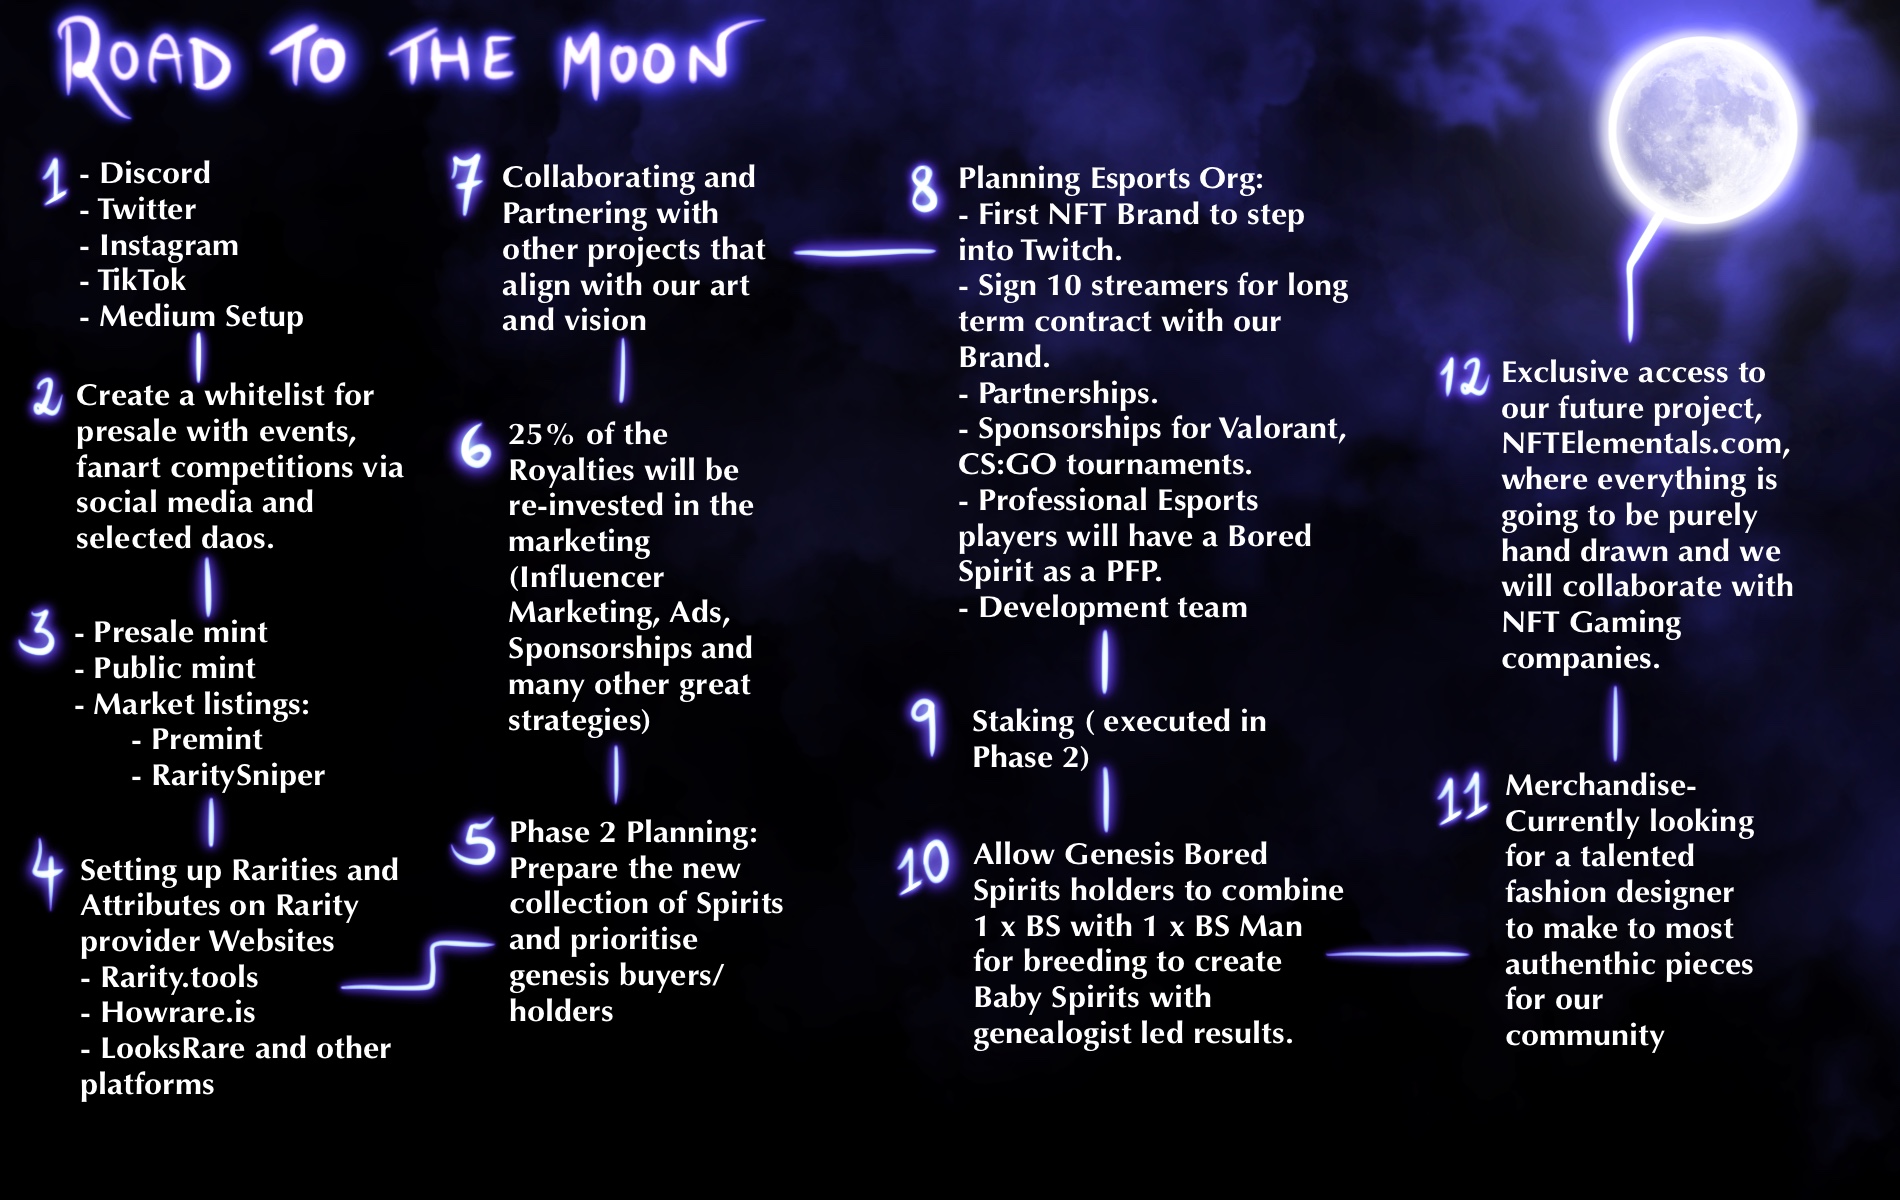 ROAD TO THE MOON
1
- Discord
- Twitter
- Instagram
- TikTok
- Medium Setup
2
Create a whitelist for
presale with events,
fanart competitions via
social media and
selected daos.
3
- Presale mint
- Public mint
- Market listings:
- Premint
- RaritySniper
4
Setting up Rarities and
Attributes on Rarity
provider Websites
- Rarity.tools
- Howrare.is
- LooksRare and other
platforms
5
Phase 2 Planning:
Prepare the new
collection of Spirits
and prioritise
genesis buyers/
holders
6
25% of the
Royalties will be
re-invested in the
marketing
(Influencer
Marketing, Ads,
Sponsorships and
many other great
strategies)
7
Collaborating and
Partnering with
other projects that
align with our art
and vision
8
Planning Esports Org:
- First NFT Brand to step
into Twitch.
- Sign 10 streamers for long
term contract with our
Brand.
- Partnerships.
- Sponsorships for Valorant,
CS:GO tournaments.
- Professional Esports
players will have a Bored
Spirit as a PFP.
- Development team
9
Staking ( executed in
Phase 2)
10
Allow Genesis Bored
Spirits holders to combine
1 x BS with 1 x BS Man
for breeding to create
Baby Spirits with
genealogist led results.
11
Merchandise-
Currently looking
for a talented
fashion designer
to make to most
authenthic pieces
for our
community
12
Exclusive access to
our future project,
NFTElementals.com,
where everything is
going to be purely
hand drawn and we
will collaborate with
NFT Gaming
companies.